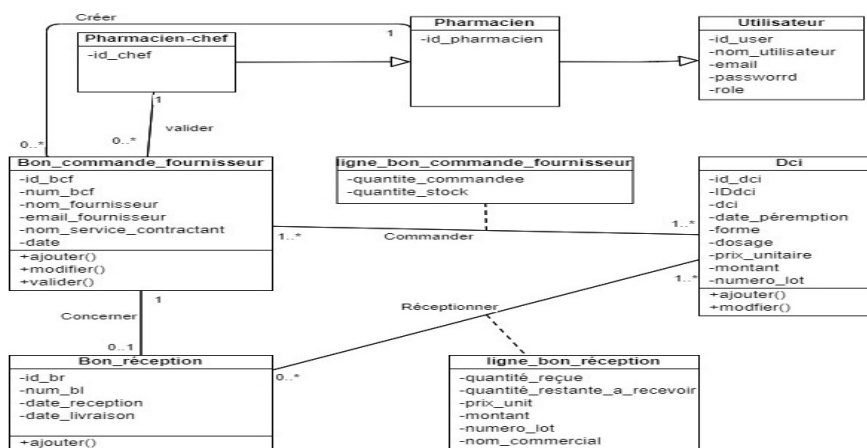 Créer
Pharmacien-chef
-id_chef
1
Pharmacien
-id_pharmacien
Utilisateur
-id_user
-nom_utilisateur
-email
-passworrd
-role
1
valider
0..*
0..*
Bon_commande_fournisseur
-id_bcf
-num_bcf
-nom_fournisseur
-email_fournisseur
-nom_service_contractant
-date
+ajouter()
+modifier()
+valider()
ligne_bon_commande_fournisseur
-quantite_commandee
-quantite_stock
Dci
-id_dci
-IDdci
-dci
-date_péremption
-forme
-dosage
-prix_unitaire
-montant
-numero_lot
+ajouter()
+modfier()
1..*
Commander
1..*
1..*
Réceptionner
1
Concerner
0..1
0..*
Bon_réception
-id_br
-num_bl
-date_reception
-date_livraison
+ajouter()
ligne_bon_réception
-quantité_reçue
-quantité_restante_a_recevoir
-prix_unit
-montant
-numero_lot
-nom_commercial